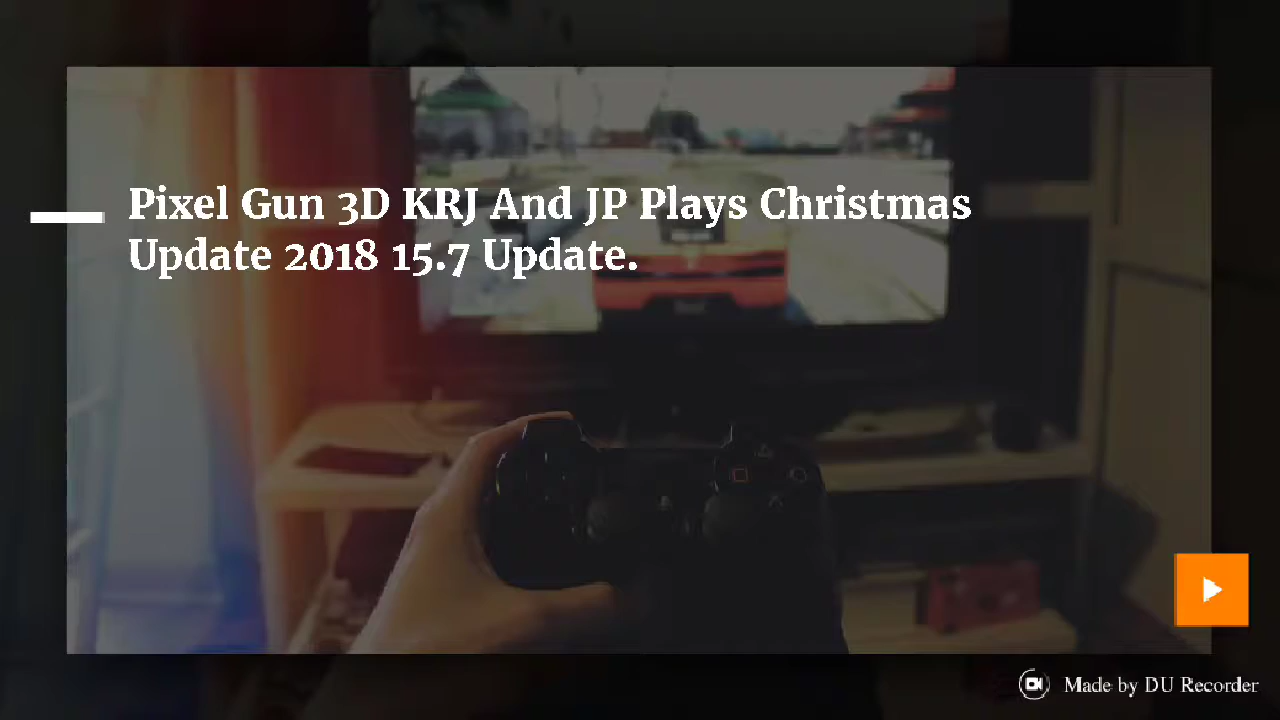 Pixel Gun 3D KRJ And JP Plays Christmas
Update 2018 15.7 Update.
Made by DU Recorder